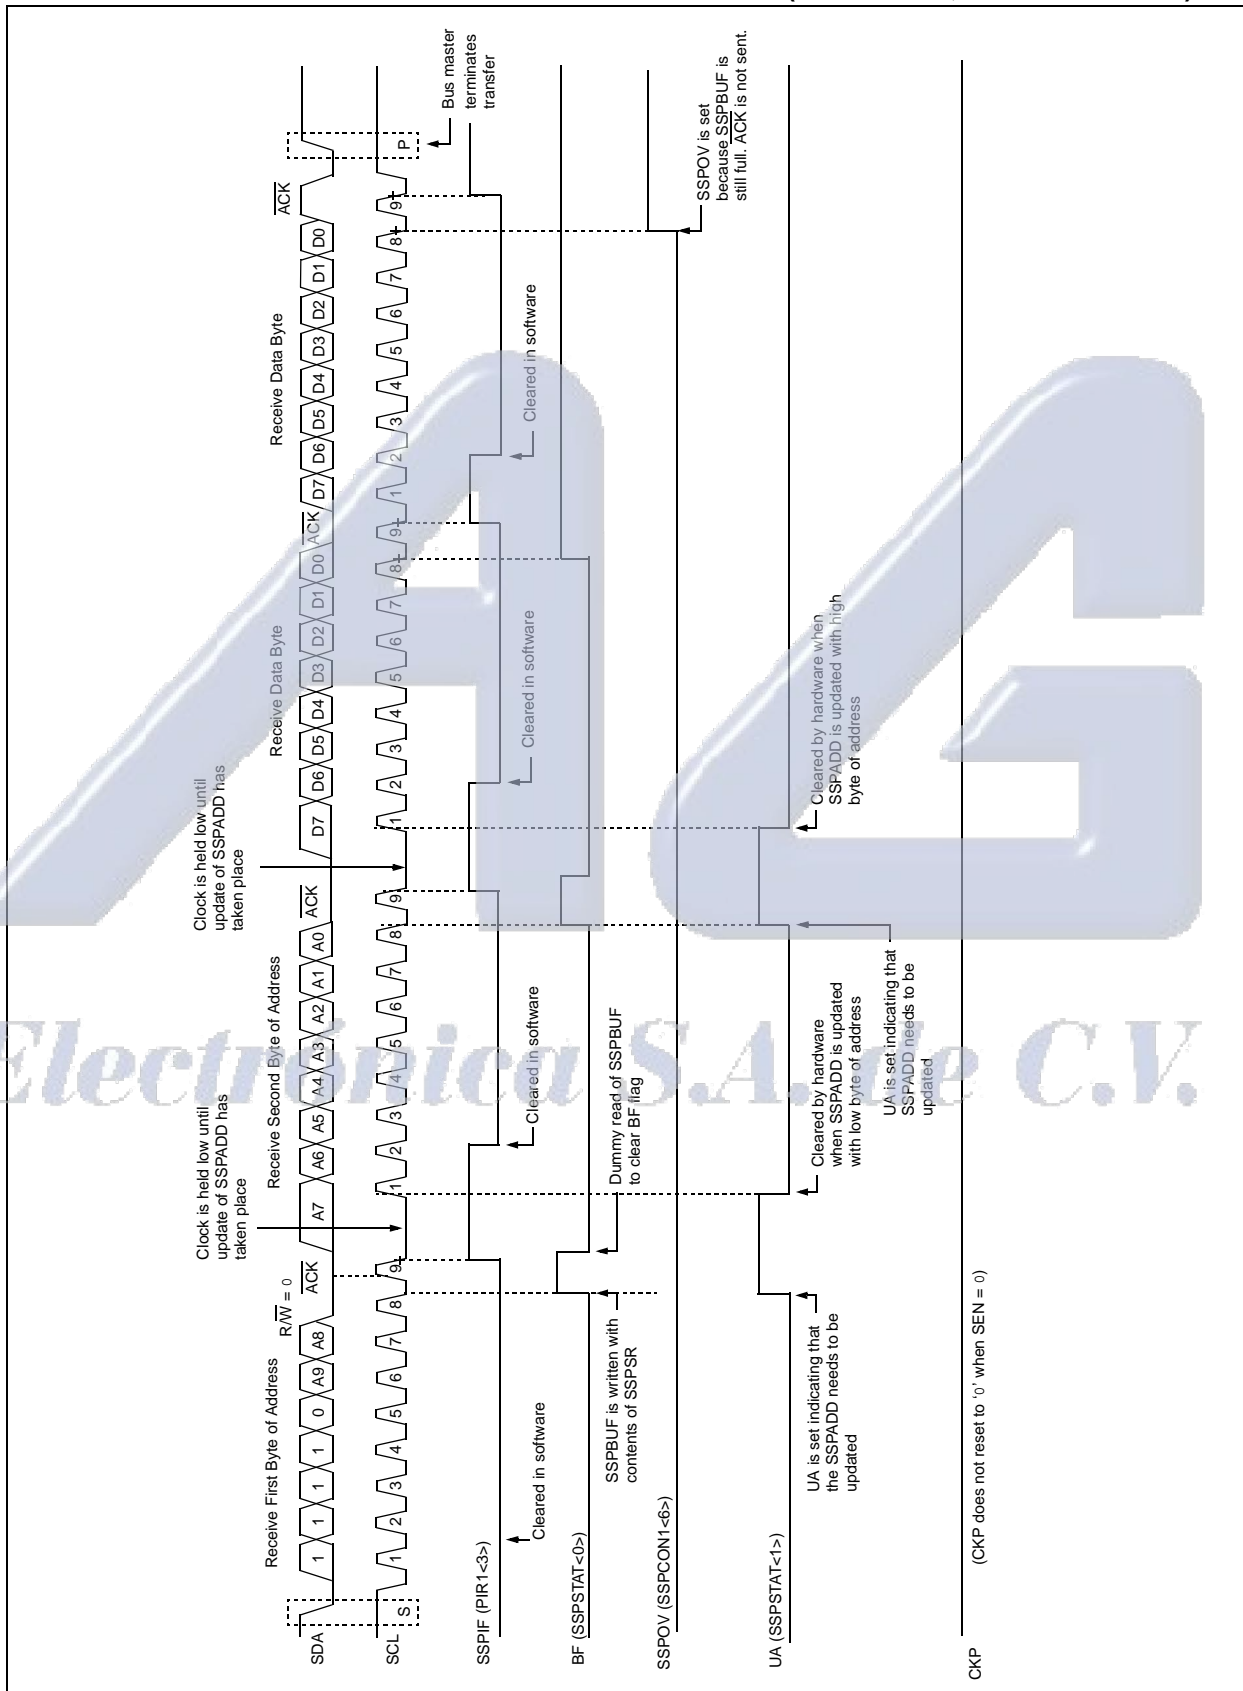 Receive First Byte of Address
R/W = 0
Clock is held low until
update of SSPADD has
taken place
Receive Second Byte of Address
Clock is held low until
update of SSPADD has
taken place
Receive Data Byte
Receive Data Byte
SDA
1 1 1 1 0 A9 A8
ACK
A7 A6 A5 A4 A3 A2 A1 A0
ACK
D7 D6 D5 D4 D3 D2 D1 D0
ACK
D7 D6 D5 D4 D3 D2 D1 D0
ACK
SCL
S 1 2 3 4 5 6 7 8 9 1 2 3 4 5 6 7 8 9 1 2 3 4 5 6 7 8 9 1 2 3 4 5 6 7 8 9 P
Bus master
terminates
transfer
SSPIF (PIR1<3>)
Cleared in software
Cleared in software
Cleared in software
Cleared in software
BF (SSPSTAT<0>)
SSPBUF is written with
contents of SSPSR
Dummy read of SSPBUF
to clear BF flag
SSPOV (SSPCON1<6>)
SSPOV is set
because SSPBUF is
still full. ACK is not sent.
UA (SSPSTAT<1>)
UA is set indicating that
the SSPADD needs to be
updated
Cleared by hardware
when SSPADD is updated
with low byte of address
UA is set indicating that
SSPADD needs to be
updated
Cleared by hardware when
SSPADD is updated with high
byte of address
CKP
(CKP does not reset to ‘0’ when SEN = 0)
Electrónica S.A. de C.V.